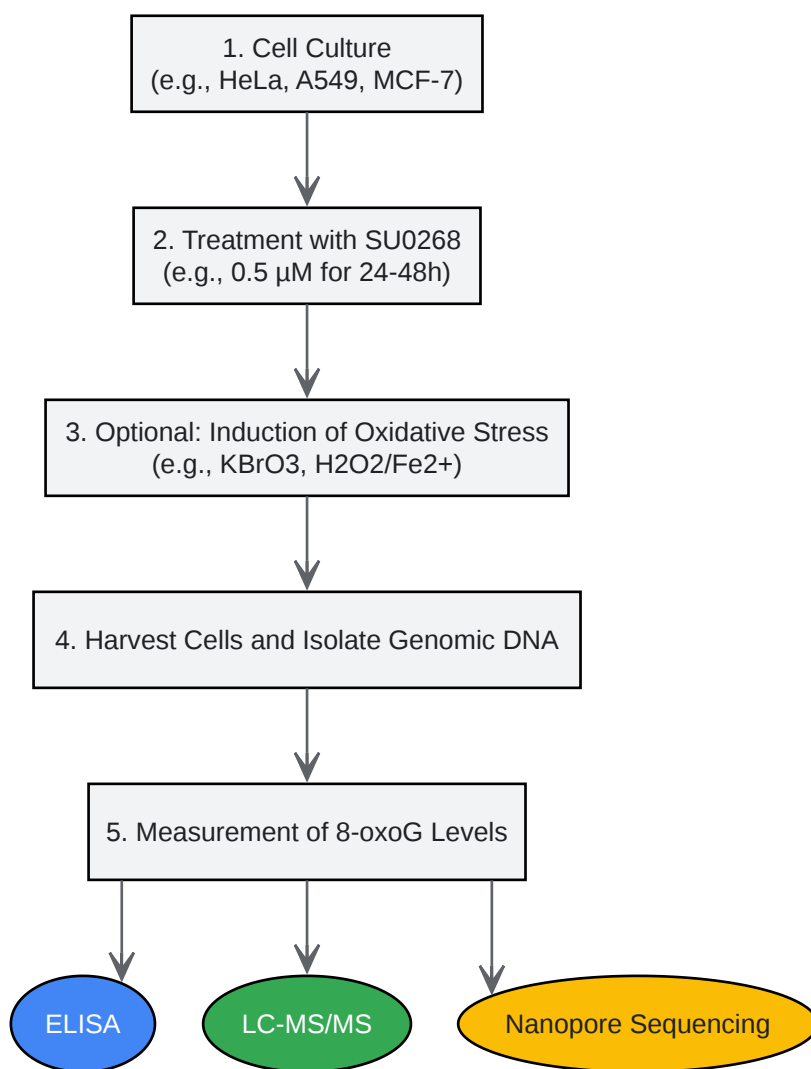 1. Cell Culture
(e.g., HeLa, A549, MCF-7)
2. Treatment with SU0268
(e.g., 0.5 µM for 24-48h)
3. Optional: Induction of Oxidative Stress
(e.g., KBrO3, H2O2/Fe2+)
4. Harvest Cells and Isolate Genomic DNA
5. Measurement of 8-oxoG Levels
ELISA
LC-MS/MS
Nanopore Sequencing